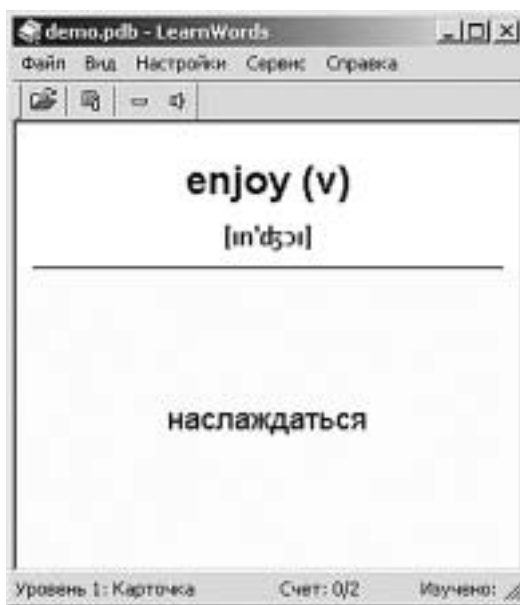 demo.pdb - LearnWords
Файл Вид Настройки Сервис Справка
enjoy (v)
[ɪn'ʤɔɪ]
наслаждаться
Уровень 1: Карточка Счет: 0/2 Изучено: